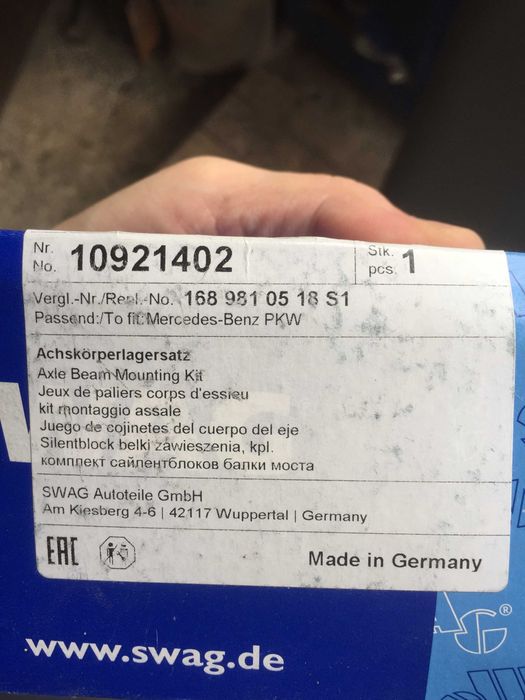 Nr. No. 10921402 Stk. pcs. 1
Vergl.-Nr./Repl.-No. 168 981 05 18 S1
Passend:/To fit:Mercedes-Benz PKW
Achskörperlagersatz
Axle Beam Mounting Kit
Jeux de paliers corps d'essieu
kit montaggio assale
Juego de cojinetes del cuerpo del eje
Silentblock belki zawieszenia, kpl.
комплект сайлентблоков балки моста
SWAG Autoteile GmbH
Am Kiesberg 4-6 | 42117 Wuppertal | Germany
EAC
Made in Germany
www.swag.de